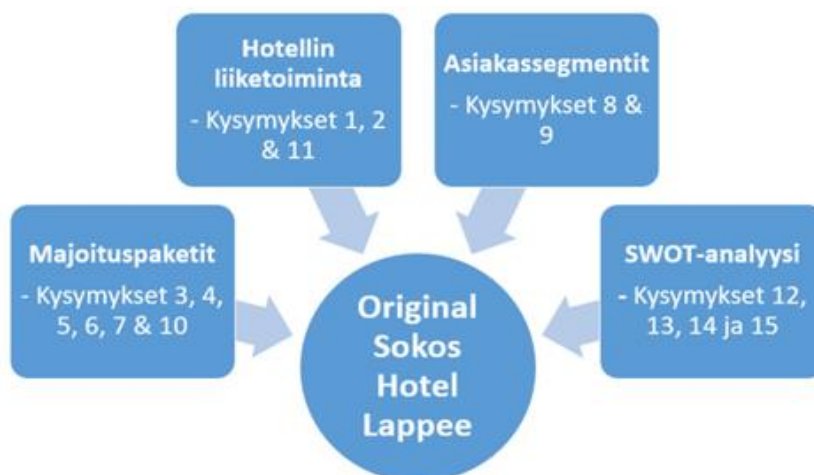 Hotellin
liiketoiminta
- Kysymykset 1, 2
& 11
Asiakassegmentit
- Kysymykset 8 &
9
Majoituspaketit
- Kysymykset 3, 4,
5, 6, 7 & 10
SWOT-analyysi
- Kysymykset 12,
13, 14 ja 15
Original
Sokos
Hotel
Lappee